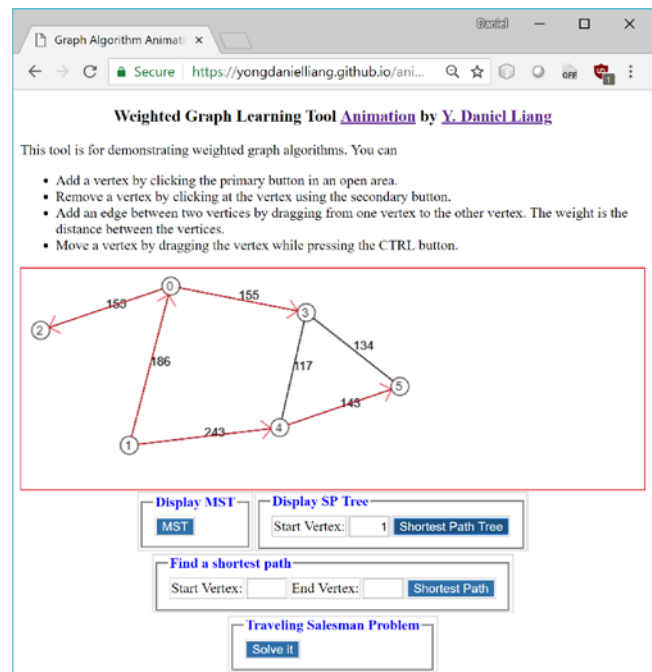 Daniel
Graph Algorithm Animati
Secure https://yongdanielliang.github.io/ani...
OFF
1
Weighted Graph Learning Tool Animation by Y. Daniel Liang
This tool is for demonstrating weighted graph algorithms. You can
• Add a vertex by clicking the primary button in an open area.
• Remove a vertex by clicking at the vertex using the secondary button.
• Add an edge between two vertices by dragging from one vertex to the other vertex. The weight is the
distance between the vertices.
• Move a vertex by dragging the vertex while pressing the CTRL button.
0
153
155
2
3
134
186
117
5
143
243
4
1
Display MST
Display SP Tree
MST
Start Vertex: 1 Shortest Path Tree
Find a shortest path
Start Vertex: End Vertex: Shortest Path
Traveling Salesman Problem
Solve it